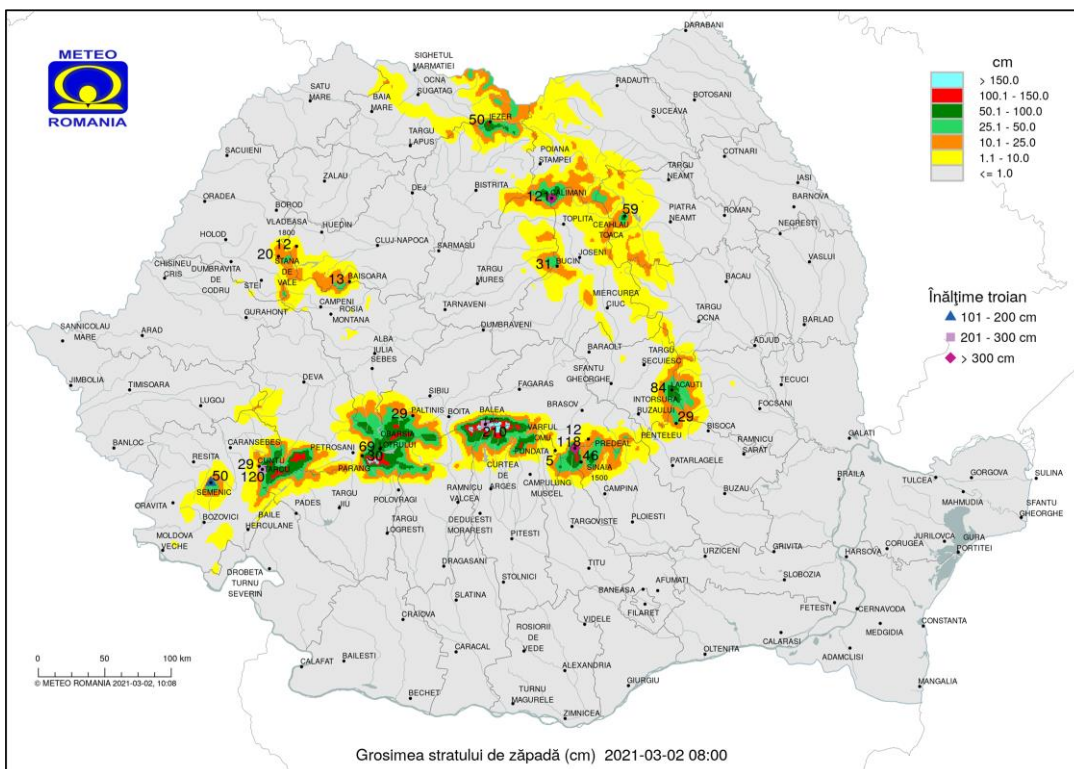 METEO
ROMANIA
cm
> 150.0
100.1 - 150.0
50.1 - 100.0
25.1 - 50.0
10.1 - 25.0
1.1 - 10.0
<= 1.0
Înălţime troian
101 - 200 cm
201 - 300 cm
> 300 cm
DARABANI
SIGHETUL
MARMATIEI
OCNA
SUGATAG
SATU
MARE
BAIA
MARE
RADAUTI
BOTOSANI
SUCEAVA
50
IEZER
TARGU
LAPUS
COTNARI
SACUIENI
POIANA
STAMPEI
TARGU
NEAMT
IASI
ZALAU
DEJ
BISTRITA
CALIMANI
BARNOVA
ORADEA
BOROD
59
PIATRA
NEAMT
ROMAN
NEGRESTI
VLADEASA
1800
HUEDIN
TOPLITA
CEAHLAU
TOACA
HOLOD
12
CLUJ-NAPOCA
SARMASU
JOSENI
VASLUI
20
STANA
DE
VALE
CHISINEU
CRIS
DUMBRAVITA
DE
CODRU
STEI
13
BAISOARA
TARGU
MURES
31
BUCIN
BACAU
CAMPENI
ROSIA
MONTANA
MIERCUREA
CIUC
GURAHONT
TARNAVENI
TARGU
OCNA
SANNICOLAU
MARE
ARAD
DUMBRAVENI
BARLAD
ALBA
IULIA
SEBES
BARAOLT
TARGU
SECUIESC
ADJUD
JIMBOLIA
TIMISOARA
DEVA
SFANTU
GHEORGHE
TECUCI
LUGOJ
SIBIU
FAGARAS
84
LACAUTI
INTORSURA
BUZAULUI
FOCSANI
29
PALTINIS
BOITA
BALEA
LAC
BRASOV
29
BISOCA
GALATI
BANLOC
CARANSEBES
PETROSANI
OBARSIA
LOTRULUI
VARFUL
OMU
FUNDATA
12
118
PREDEAL
PENTELEU
RAMNICU
SARAT
RESITA
CUNTU
TARCU
29
120
69
PARANG
5
46
SINAIA
1500
PATARLAGELE
50
SEMENIC
CURTEA
DE
ARGES
CAMPULUNG
MUSCEL
CAMPINA
BRAILA
TULCEA
GORGOVA
SULINA
ORAVITA
BOZOVICI
BAILE
HERCULANE
PADES
TARGU
JIU
POLOVRAGI
RAMNICU
VALCEA
BUZAU
MAHMUDIA
SFANTU
GHEORGHE
MOLDOVA
VECHE
TARGU
LOGRESTI
DEDULESTI
MORARESTI
PITESTI
TARGOVISTE
PLOIESTI
JURILOVCA
GURA
PORTITEI
DROBETA
TURNU
SEVERIN
DRAGASANI
TITU
URZICENI
GRIVITA
HARSOVA
CORUGEA
STOLNICI
BANEASA
AFUMATI
SLOBOZIA
SLATINA
FILARET
FETESTI
CERNAVODA
CRAIOVA
ROSIORII
DE
VEDE
VIDELE
CALARASI
MEDGIDIA
CONSTANTA
CALAFAT
BAILESTI
CARACAL
ALEXANDRIA
OLTENITA
ADAMCLISI
BECHET
TURNU
MAGURELE
GIURGIU
MANGALIA
ZIMNICEA
0 50 100 km
© METEO ROMANIA 2021-03-02, 10:08
Grosimea stratului de zăpadă (cm) 2021-03-02 08:00